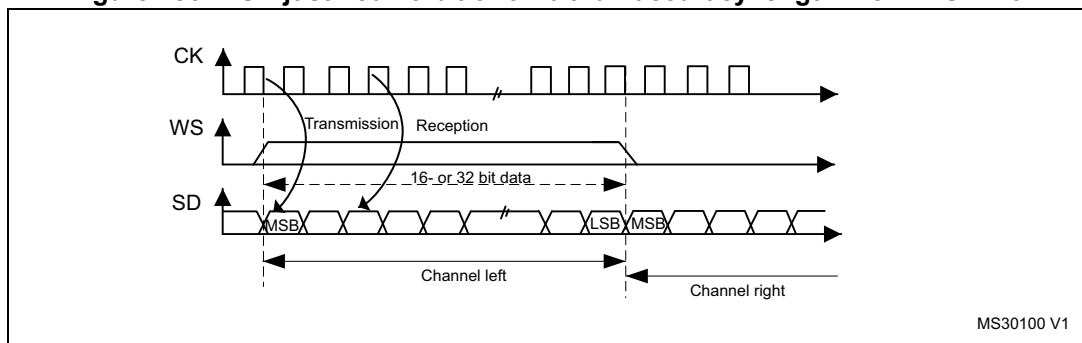 CK
WS
Transmission
Reception
16- or 32 bit data
SD
MSB
LSB
MSB
Channel left
Channel right
MS30100 V1